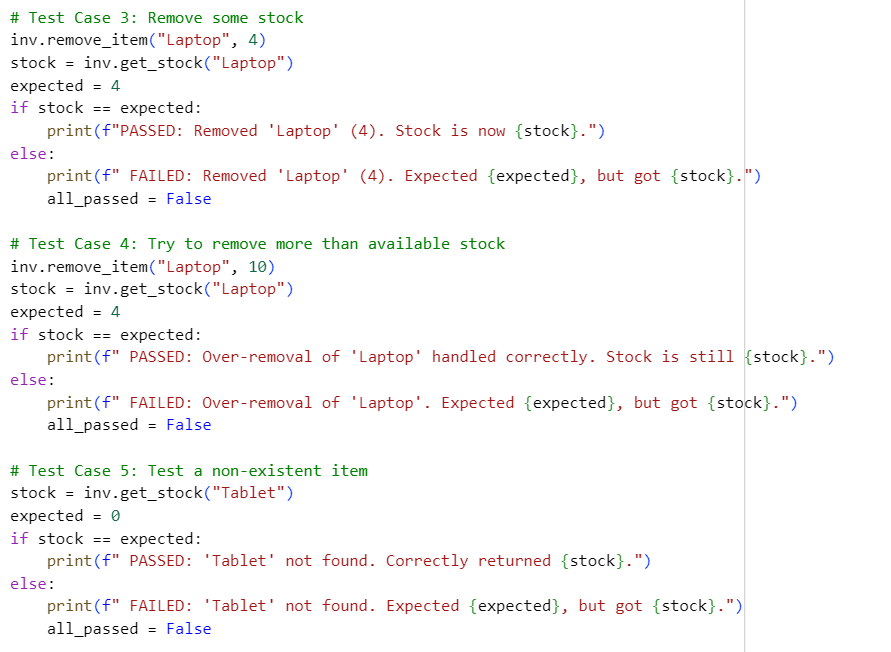 # Test Case 3: Remove some stock
inv.remove_item("Laptop", 4)
stock = inv.get_stock("Laptop")
expected = 4
if stock == expected:
    print(f"PASSED: Removed 'Laptop' (4). Stock is now {stock}.")
else:
    print(f" FAILED: Removed 'Laptop' (4). Expected {expected}, but got {stock}.")
    all_passed = False

# Test Case 4: Try to remove more than available stock
inv.remove_item("Laptop", 10)
stock = inv.get_stock("Laptop")
expected = 4
if stock == expected:
    print(f" PASSED: Over-removal of 'Laptop' handled correctly. Stock is still {stock}.")
else:
    print(f" FAILED: Over-removal of 'Laptop'. Expected {expected}, but got {stock}.")
    all_passed = False

# Test Case 5: Test a non-existent item
stock = inv.get_stock("Tablet")
expected = 0
if stock == expected:
    print(f" PASSED: 'Tablet' not found. Correctly returned {stock}.")
else:
    print(f" FAILED: 'Tablet' not found. Expected {expected}, but got {stock}.")
    all_passed = False